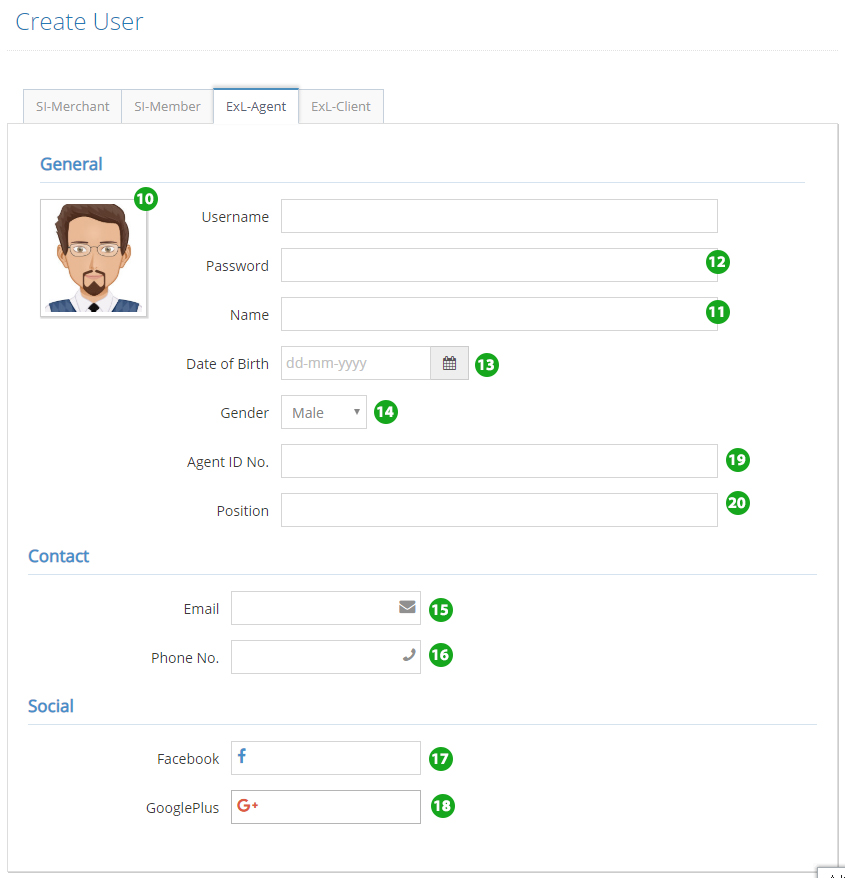 Create User
SI-Merchant SI-Member ExL-Agent ExL-Client
General
10
Username
Password 12
Name 11
Date of Birth dd-mm-yyyy 13
Gender Male 14
Agent ID No. 19
Position 20
Contact
Email 15
Phone No. 16
Social
Facebook f 17
GooglePlus G+ 18